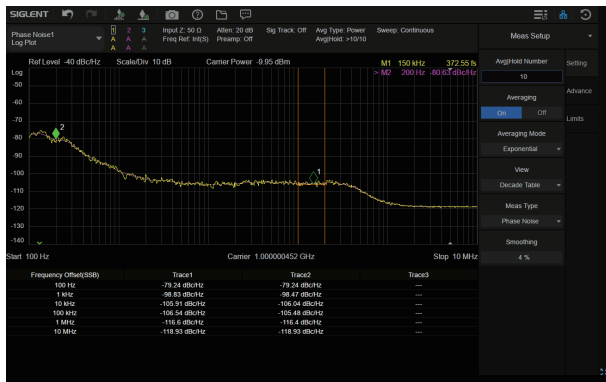 SIGLENT
Phase Noise1
Log Plot
1 2 3
A A A
A A A
Input Z: 50 Ω Atten: 20 dB Sig Track: Off Avg Type: Power Sweep: Continuous
Freq Ref: Int(S) Preamp: Off Avg|Hold: >10/10
Meas Setup
Ref Level -40 dBc/Hz Scale/Div 10 dB Carrier Power -9.95 dBm
M1 150 kHz 372.55 fs
> M2 200 Hz -80.63 dBc/Hz
Log
-50
-60
-70
-80
-90
-100
-110
-120
-130
-140
2
1
Start 100 Hz Carrier 1.000000452 GHz Stop 10 MHz
Frequency Offset(SSB) Trace1 Trace2 Trace3
100 Hz -79.24 dBc/Hz -79.24 dBc/Hz ---
1 kHz -98.83 dBc/Hz -98.47 dBc/Hz ---
10 kHz -105.91 dBc/Hz -106.04 dBc/Hz ---
100 kHz -106.54 dBc/Hz -105.48 dBc/Hz ---
1 MHz -116.6 dBc/Hz -116.4 dBc/Hz ---
10 MHz -118.93 dBc/Hz -118.93 dBc/Hz ---
Avg|Hold Number
10
Averaging
On Off
Averaging Mode
Exponential
View
Decade Table
Meas Type
Phase Noise
Smoothing
4 %
Setting
Advance
Limits